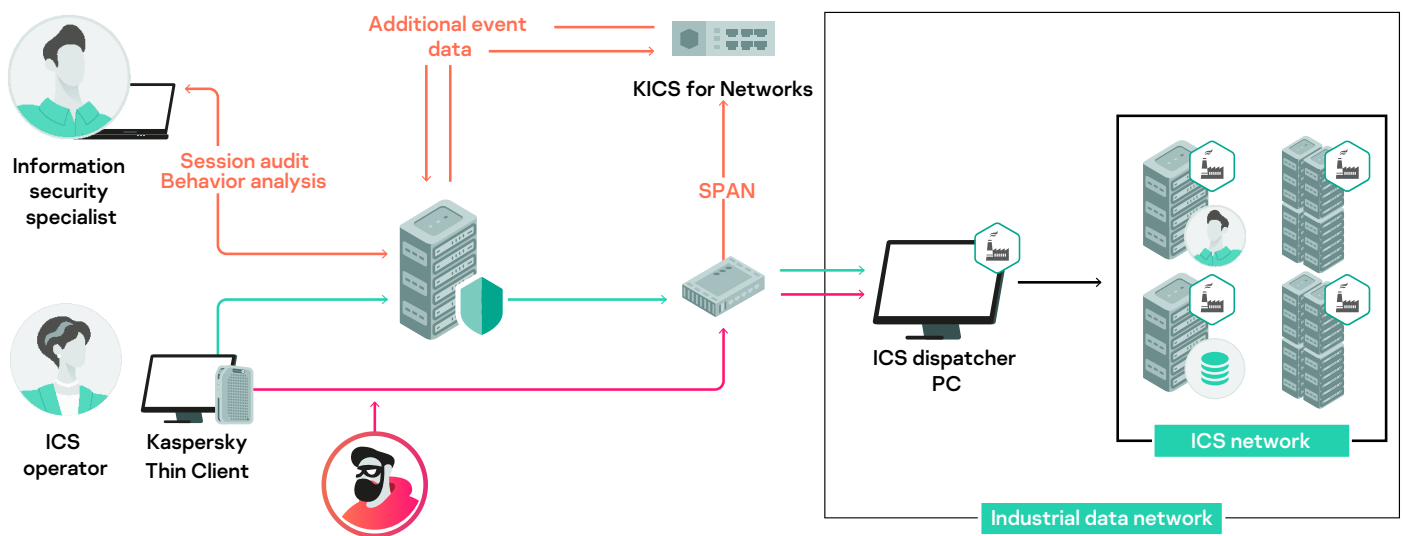 Additional event
data
KICS for Networks
Information
security
specialist
Session audit
Behavior analysis
SPAN
ICS dispatcher
PC
ICS
operator
Kaspersky
Thin Client
ICS network
Industrial data network